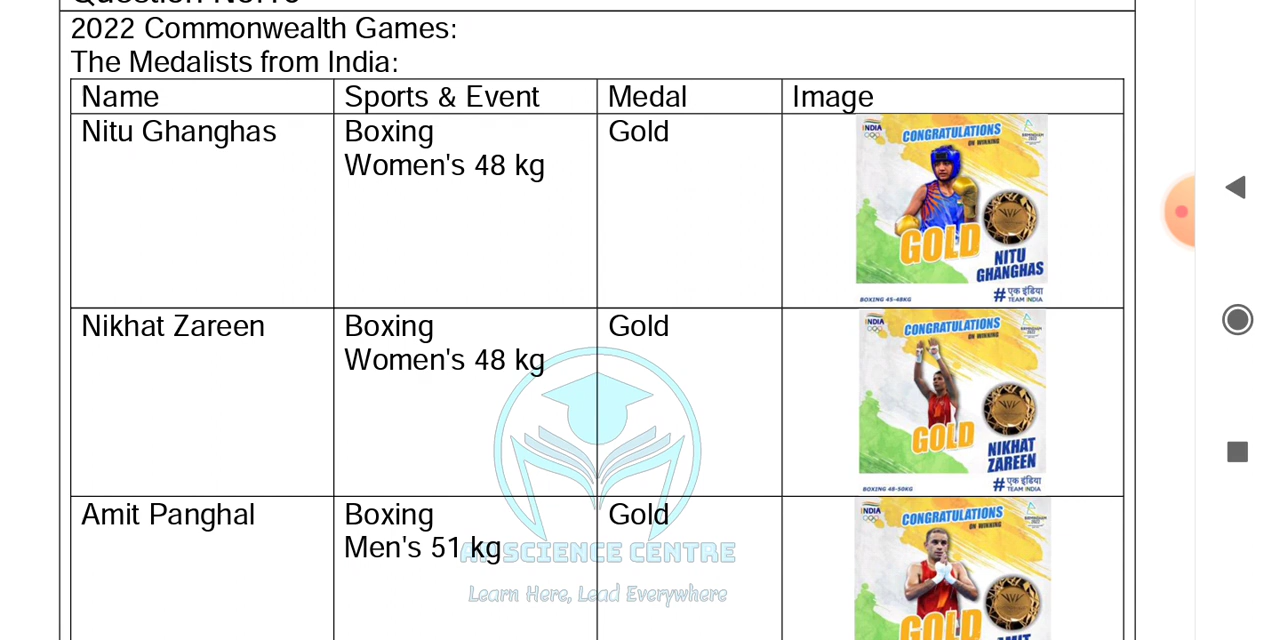 2022 Commonwealth Games:
The Medalists from India:
Name Sports & Event Medal Image
Nitu Ghanghas Boxing Gold
Women's 48 kg
INDIA
CONGRATULATIONS
ON WINNING
GOLD
NITU
GHANGHAS
BOXING 45-48KG
#एक इंडिया
TEAM INDIA
Nikhat Zareen Boxing Gold
Women's 48 kg
INDIA
CONGRATULATIONS
ON WINNING
GOLD
NIKHAT
ZAREEN
BOXING 48-50KG
#एक इंडिया
TEAM INDIA
Amit Panghal Boxing Gold
Men's 51 kg
INDIA
CONGRATULATIONS
ON WINNING
GOLD
AMIT
SCIENCE CENTRE
Learn Here, Lead Everywhere